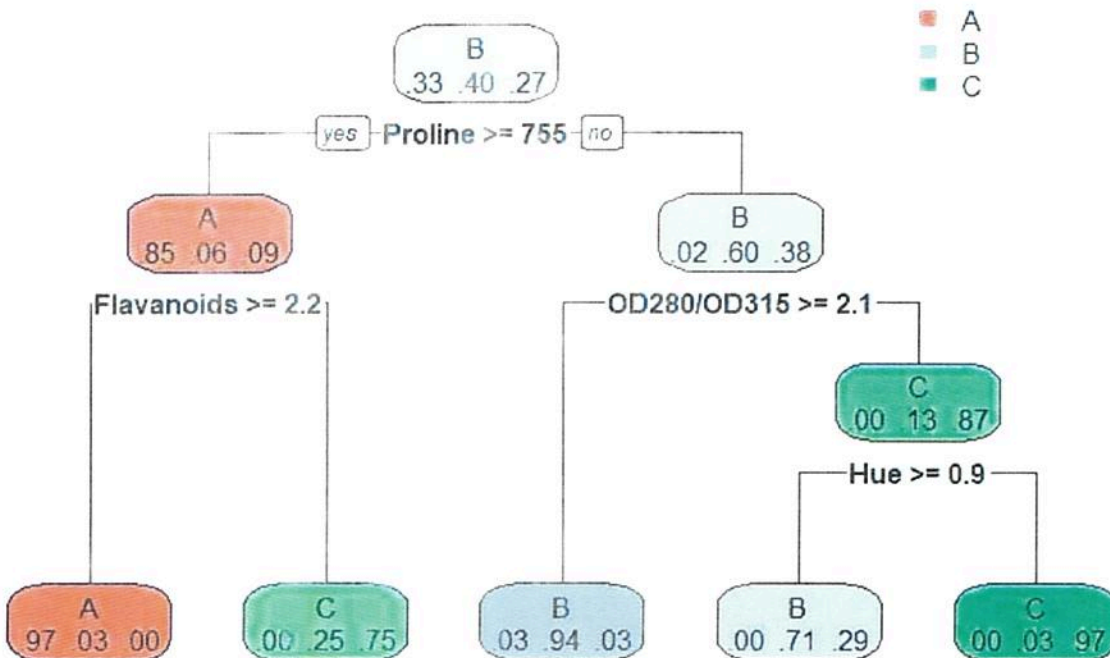 A
B
C
B
.33 .40 .27
yes Proline >= 755 no
A
85 .06 .09
B
.02 .60 .38
Flavanoids >= 2.2
OD280/OD315 >= 2.1
C
.00 .13 .87
Hue >= 0.9
A
97 03 00
C
.00 .25 .75
B
.03 .94 .03
B
.00 .71 .29
C
.00 .03 .97